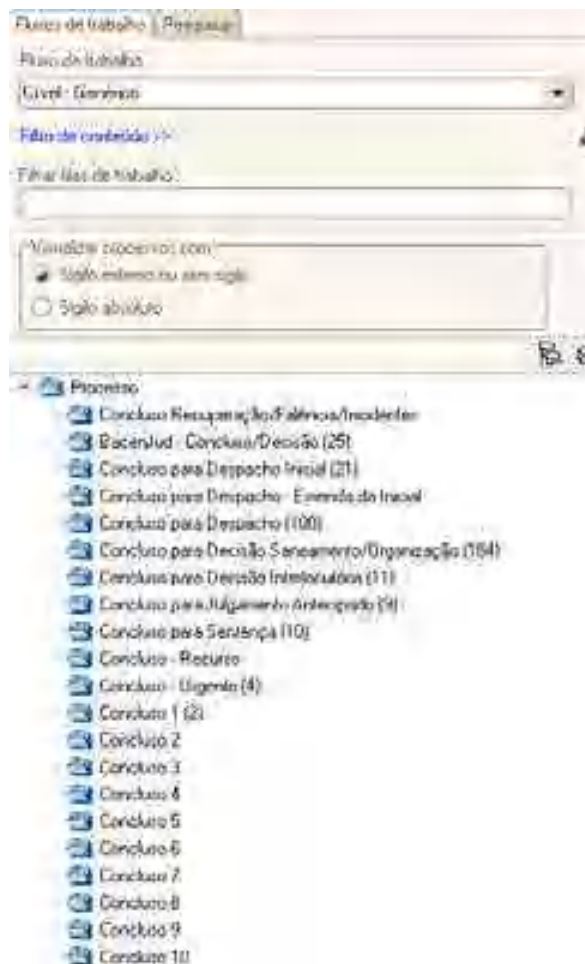 Fluxos de trabalho Pesquisar
Fluxo de trabalho
Cível - Genérico
Filtro de conteúdo >>
Filtrar filas de trabalho:
Visualizar processos com:
Sigilo externo ou sem sigilo
Sigilo absoluto
Processo
Concluso Recuperação/Falência/Incidentes
BacenJud - Concluso/Decisão (25)
Concluso para Despacho Inicial (21)
Concluso para Despacho - Emenda da Inicial
Concluso para Despacho (100)
Concluso para Decisão Saneamento/Organização (184)
Concluso para Decisão Interlocutória (11)
Concluso para Julgamento Antecipado (9)
Concluso para Sentença (10)
Concluso - Recurso
Concluso - Urgente (4)
Concluso 1 (2)
Concluso 2
Concluso 3
Concluso 4
Concluso 5
Concluso 6
Concluso 7
Concluso 8
Concluso 9
Concluso 10